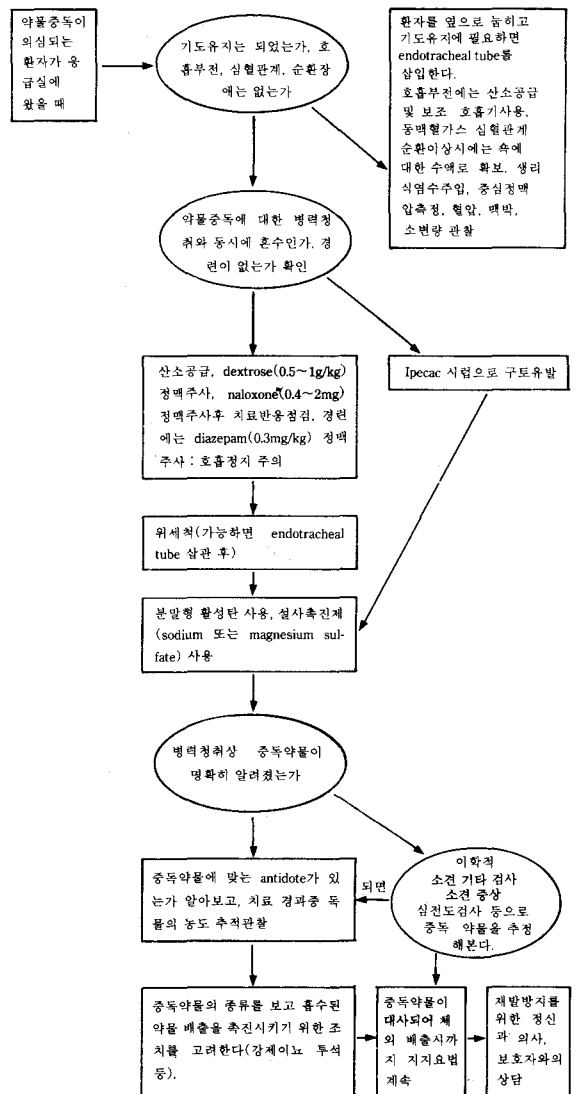 약물중독이
의심되는
환자가 응
급실에
왔을 때
기도유지는 되었는가, 호
흡부전, 심혈관계, 순환장
애는 없는가
환자를 옆으로 눕히고
기도유지에 필요하면
endotracheal tube를
삽입한다.
호흡부전에는 산소공급
및 보조 호흡기사용,
동맥혈가스 심혈관계
순환이상시에는 쇽에
대한 수액로 확보. 생리
식염수주입, 중심정맥
압측정, 혈압, 맥박,
소변량 관찰
약물중독에 대한 병력청
취와 동시에 혼수인가. 경
련이 없는가 확인
산소공급, dextrose(0.5~1g/kg)
정맥주사, naloxone(0.4~2mg)
정맥주사후 치료반응점검, 경련
에는 diazepam(0.3mg/kg) 정맥
주사 : 호흡정지 주의
Ipecac 시럽으로 구토유발
위세척(가능하면 endotracheal
tube 삽관 후)
분말형 활성탄 사용, 설사촉진제
(sodium 또는 magnesium sul-
fate) 사용
병력청취상 중독약물이
명확히 알려졌는가
중독약물에 맞는 antidote가 있
는가 알아보고, 치료 경과중 독
물의 농도 추적관찰
되면
이학적
소견 기타 검사
소견 증상
심전도검사 등으로
중독 약물을 추정
해본다.
중독약물의 종류를 보고 흡수된
약물 배출을 촉진시키기 위한 조
치를 고려한다(강제이뇨 투석
등).
중독약물이
대사되어 체
외 배출시까
지 지지요법
계속
재발방지를
위한 정신
과 의사,
보호자와의
상담